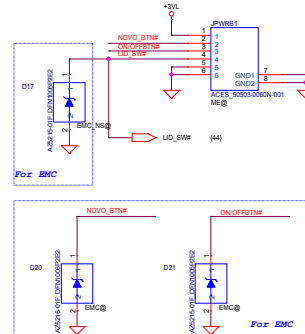 +3VL
JPWRB1
NOVO_BTN#
ON/OFFBTN#
LID_SW#
1
2
3
4
5
6
1
2
3
4
5
6
GND1
GND2
7
8
ACES_50503-0060N-001
ME@
D17
AZ5215-01F_DFN1006P2E2
1
2
EMC_NS@
LID_SW#
(44)
For EMC
NOVO_BTN#
ON/OFFBTN#
D20
AZ5215-01F_DFN1006P2E2
1
2
EMC@
D21
AZ5215-01F_DFN1006P2E2
1
2
EMC@
For EMC